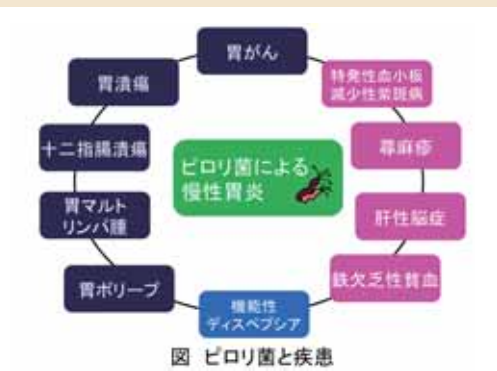 胃がん
胃潰瘍
特発性血小板
減少性紫斑病
十二指腸潰瘍
蕁麻疹
ピロリ菌による
慢性胃炎
胃マルト
リンパ腫
肝性脳症
胃ポリープ
鉄欠乏性貧血
機能性
ディスペプシア
図 ピロリ菌と疾患